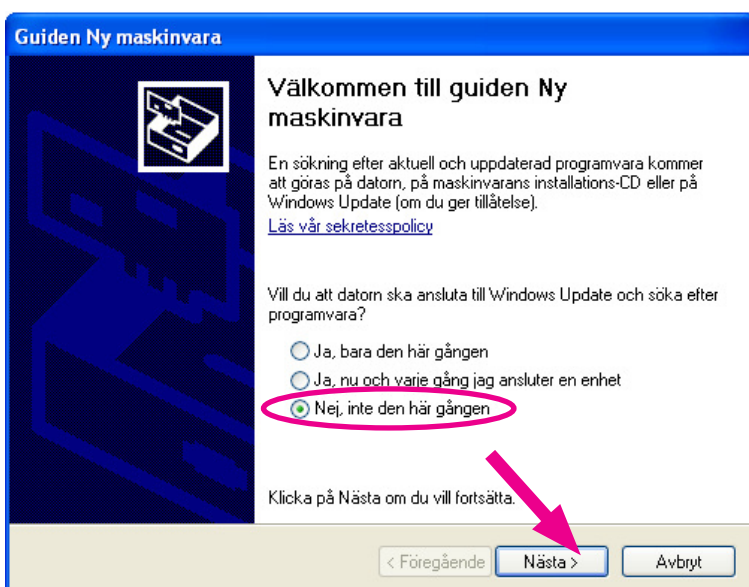 Guiden Ny maskinvara
Välkommen till guiden Ny
maskinvara
En sökning efter aktuell och uppdaterad programvara kommer
att göras på datorn, på maskinvarans installations-CD eller på
Windows Update (om du ger tillåtelse).
Läs vår sekretesspolicy
Vill du att datorn ska ansluta till Windows Update och söka efter
programvara?
Ja, bara den här gången
Ja, nu och varje gång jag ansluter en enhet
Nej, inte den här gången
Klicka på Nästa om du vill fortsätta.
< Föregående
Nästa >
Avbryt